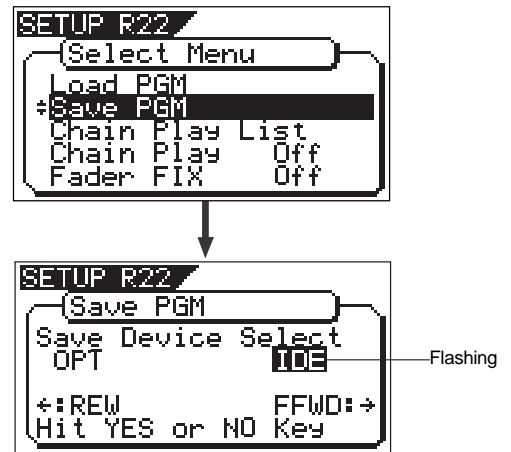 SETUP R22
Select Menu
Load PGM
Save PGM
Chain Play List
Chain Play Off
Fader FIX Off
SETUP R22
Save PGM
Save Device Select
OPT IDE
Flashing
←:REW FFWD:→
Hit YES or NO Key